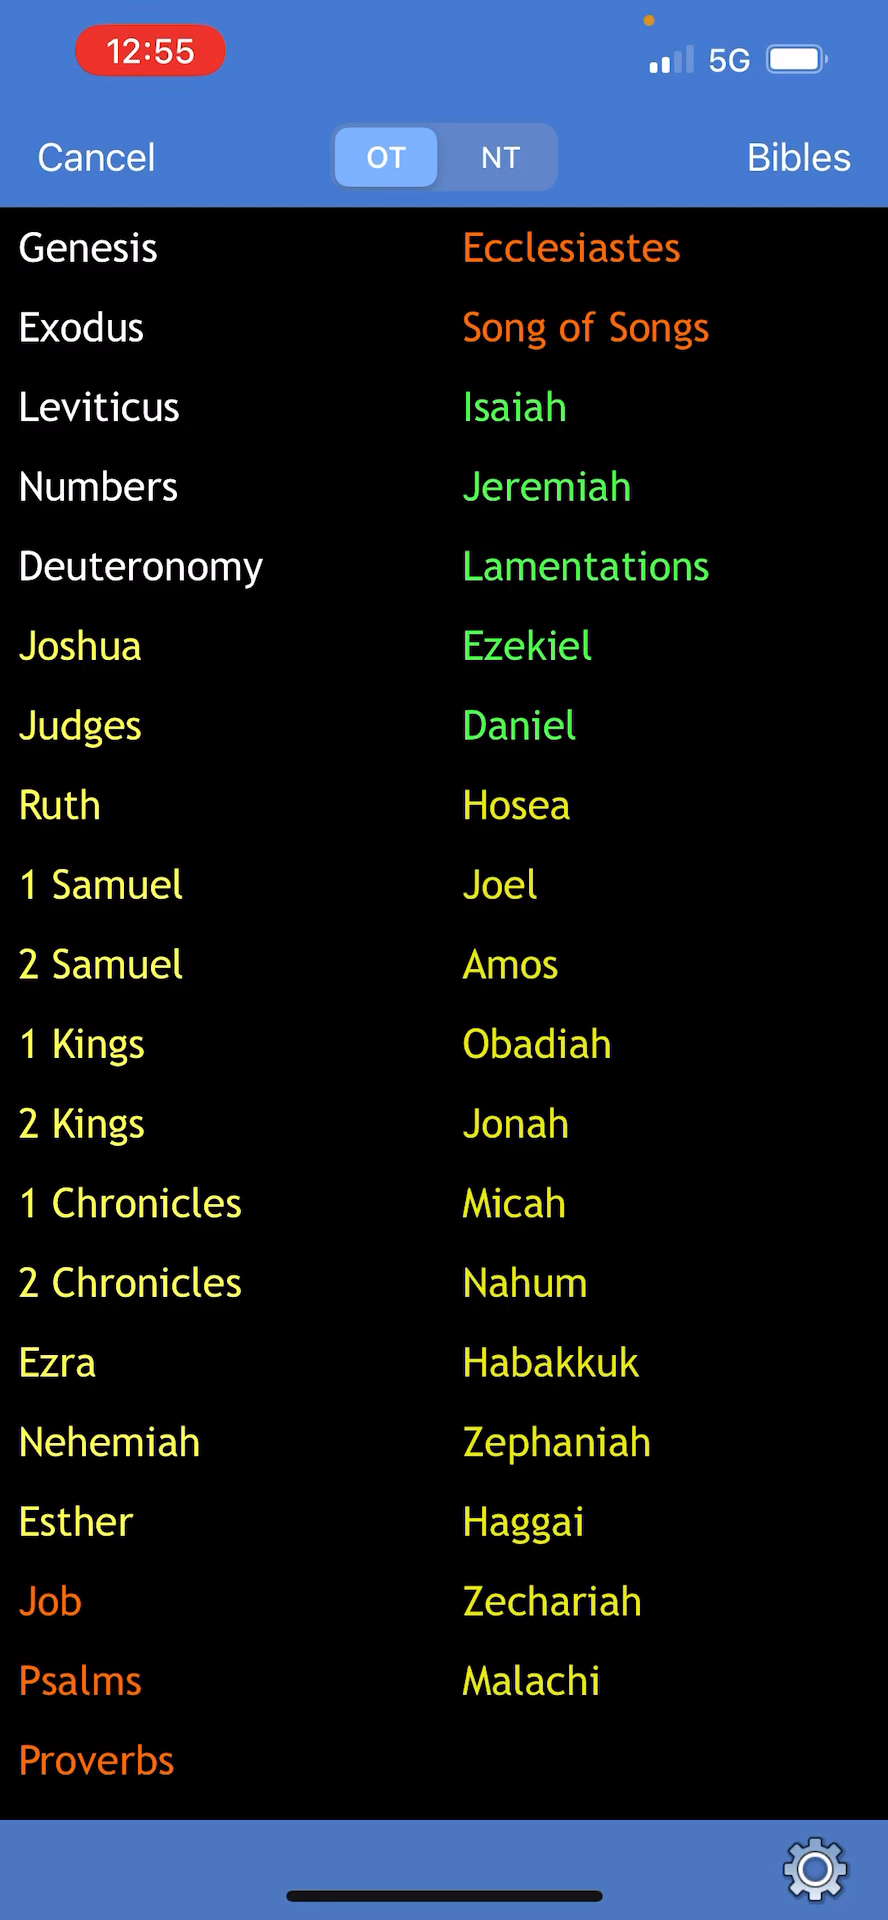 12:55
5G
Cancel
OT
NT
Bibles
Genesis
Exodus
Leviticus
Numbers
Deuteronomy
Joshua
Judges
Ruth
1 Samuel
2 Samuel
1 Kings
2 Kings
1 Chronicles
2 Chronicles
Ezra
Nehemiah
Esther
Job
Psalms
Proverbs
Ecclesiastes
Song of Songs
Isaiah
Jeremiah
Lamentations
Ezekiel
Daniel
Hosea
Joel
Amos
Obadiah
Jonah
Micah
Nahum
Habakkuk
Zephaniah
Haggai
Zechariah
Malachi